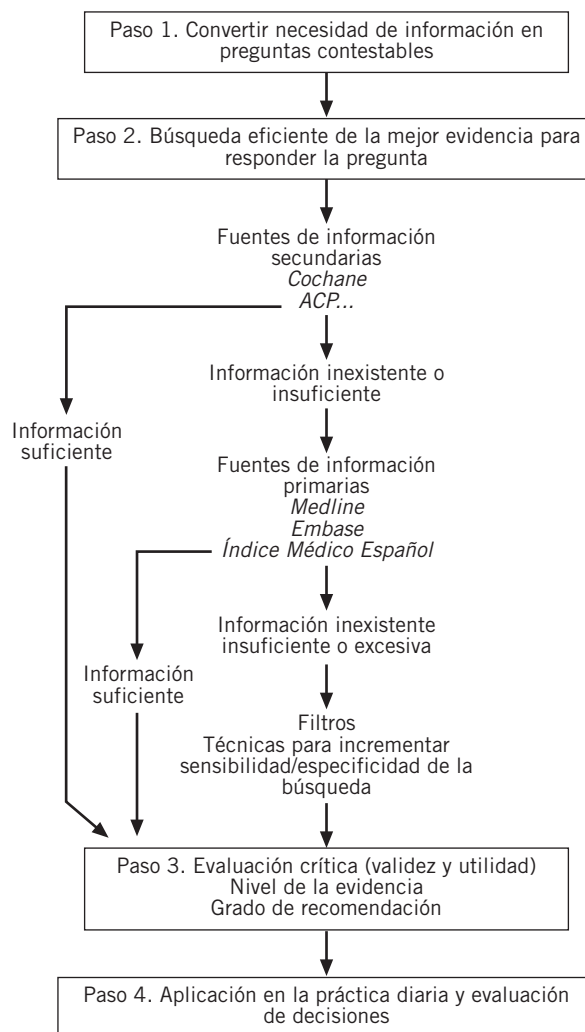 Paso 1. Convertir necesidad de información en
preguntas contestables
Paso 2. Búsqueda eficiente de la mejor evidencia para
responder la pregunta
Fuentes de información
secundarias
Cochane
ACP...
Información inexistente o
insuficiente
Información
suficiente
Fuentes de información
primarias
Medline
Embase
Índice Médico Español
Información inexistente
insuficiente o excesiva
Información
suficiente
Filtros
Técnicas para incrementar
sensibilidad/especificidad de la
búsqueda
Paso 3. Evaluación crítica (validez y utilidad)
Nivel de la evidencia
Grado de recomendación
Paso 4. Aplicación en la práctica diaria y evaluación
de decisiones